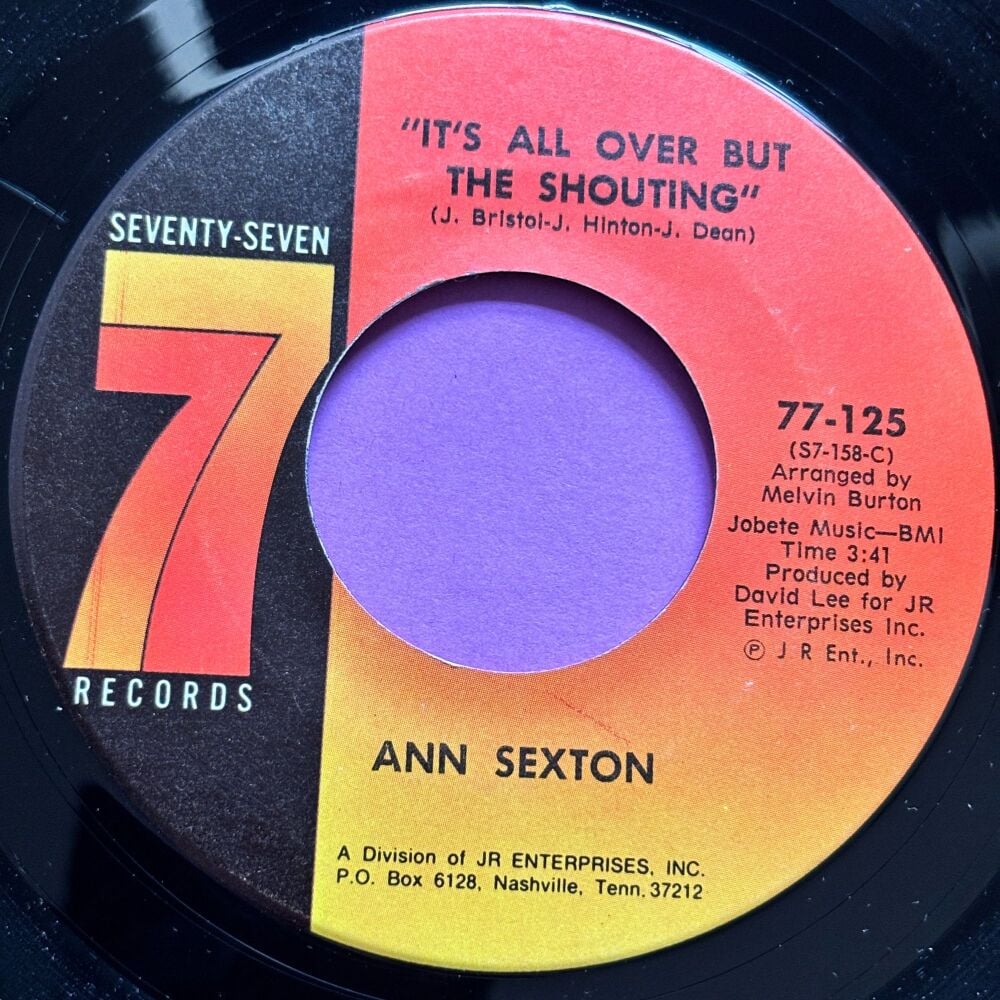 "IT'S ALL OVER BUT
THE SHOUTING"
(J. Bristol-J. Hinton-J. Dean)
SEVENTY-SEVEN
7
RECORDS
77-125
(S7-158-C)
Arranged by
Melvin Burton
Jobete Music—BMI
Time 3:41
Produced by
David Lee for JR
Enterprises Inc.
Ⓟ J R Ent., Inc.
ANN SEXTON
A Division of JR ENTERPRISES, INC.
P.O. Box 6128, Nashville, Tenn. 37212